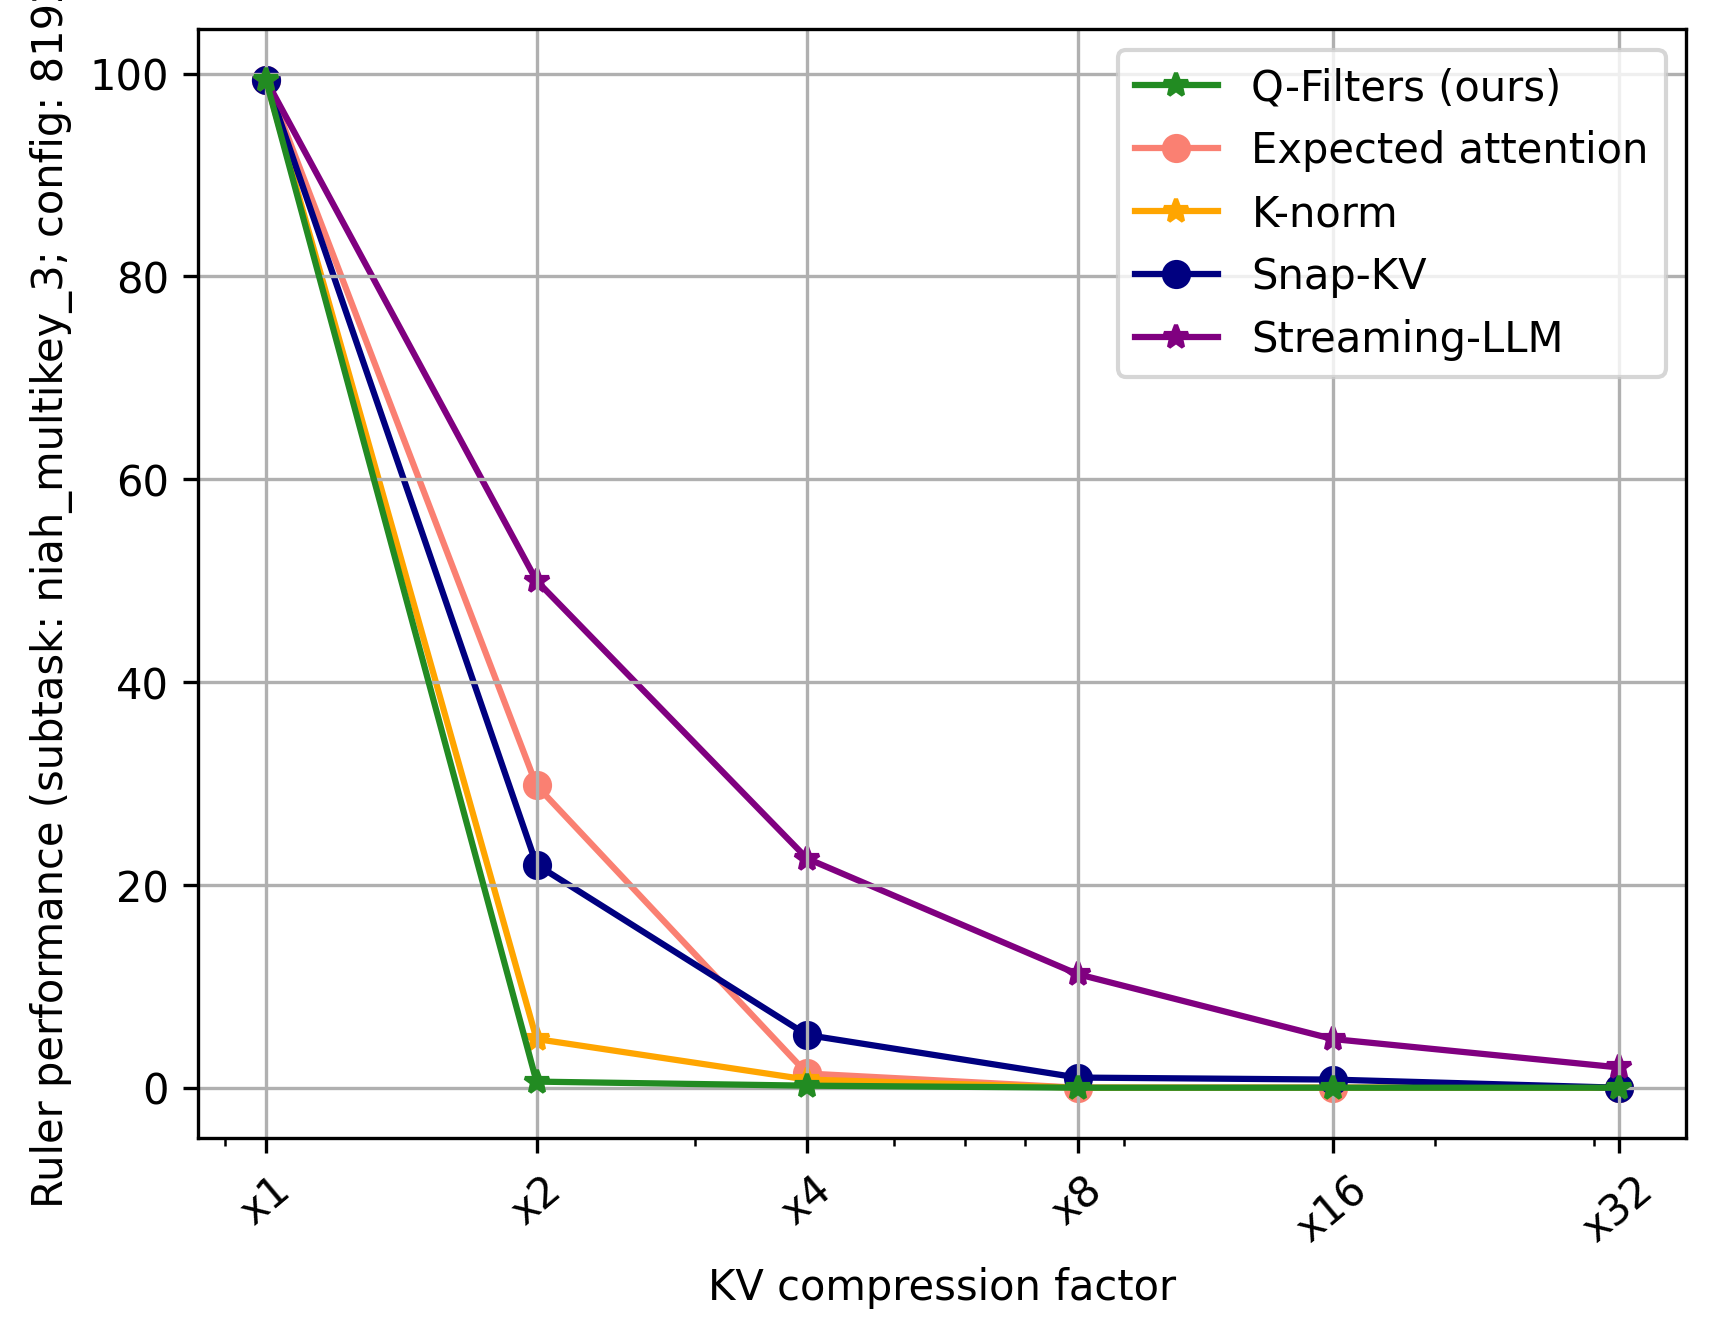 Ruler performance (subtask: niah_multikey_3; config: 819
100
80
60
40
20
0
x1
x2
x4
x8
x16
x32
KV compression factor
Q-Filters (ours)
Expected attention
K-norm
Snap-KV
Streaming-LLM